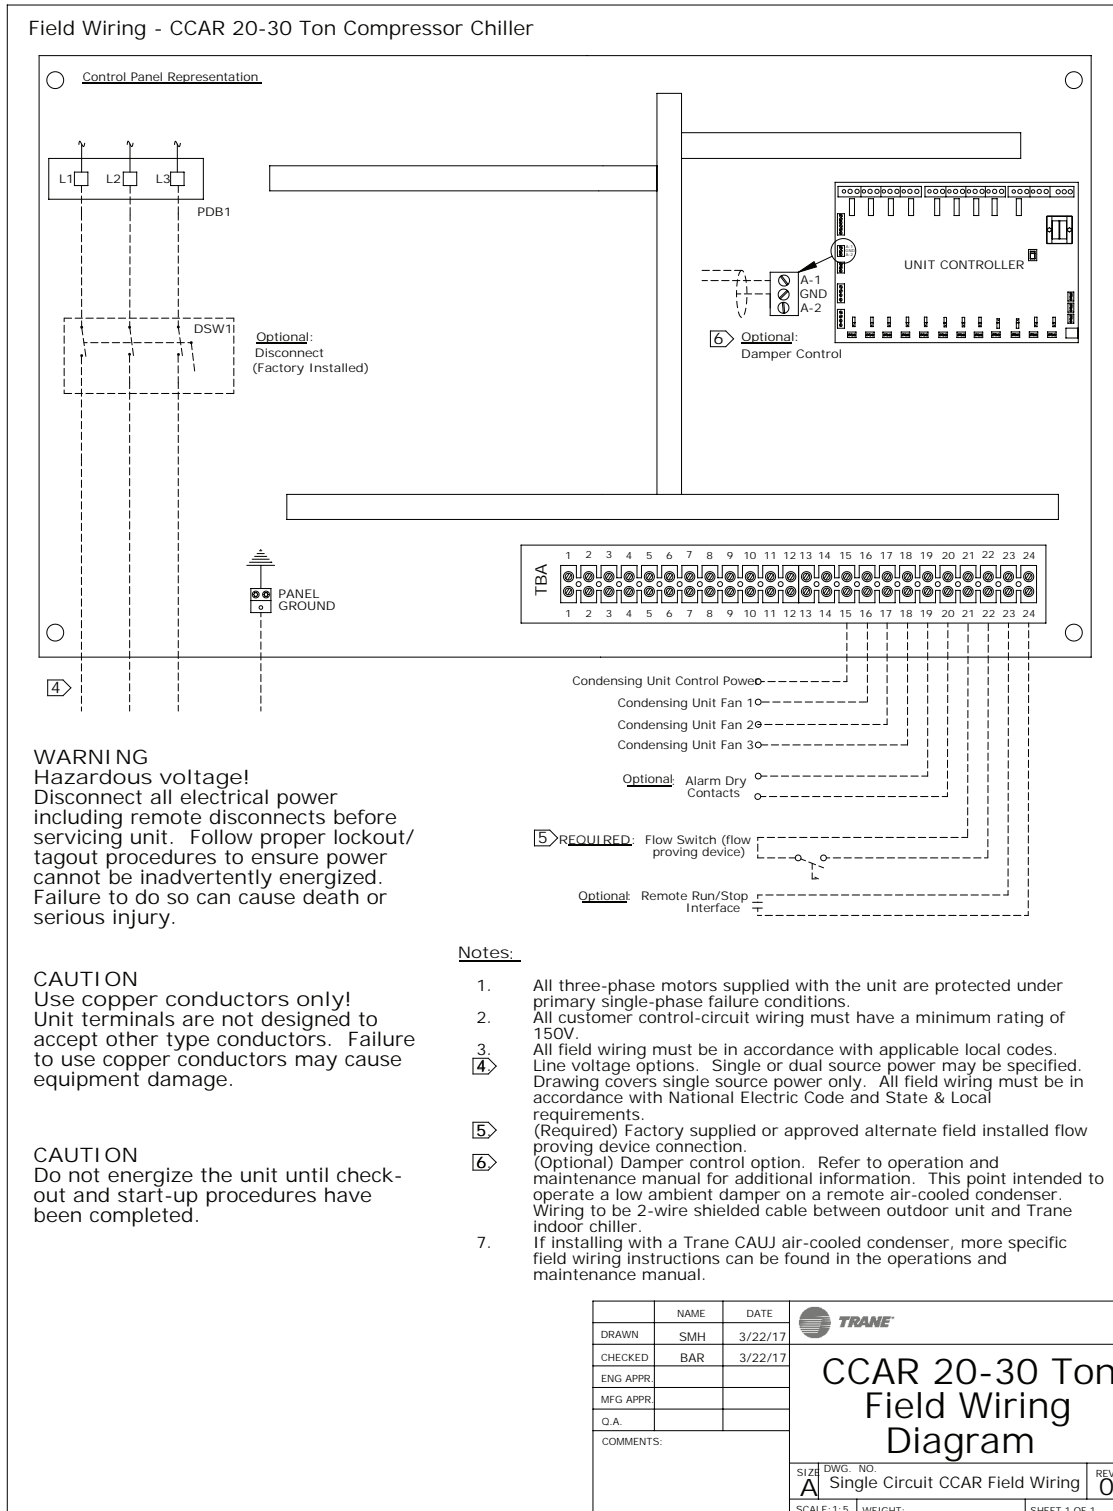 Field Wiring - CCAR 20-30 Ton Compressor Chiller
Control Panel Representation
L1 L2 L3
PDB1
DSW1
Optional:
Disconnect
(Factory Installed)
UNIT CONTROLLER
A-1
GND
A-2
A-1
GND
A-2
6 Optional:
Damper Control
PANEL
GROUND
TBA
1 2 3 4 5 6 7 8 9 10 11 12 13 14 15 16 17 18 19 20 21 22 23 24
1 2 3 4 5 6 7 8 9 10 11 12 13 14 15 16 17 18 19 20 21 22 23 24
4
Condensing Unit Control Power
Condensing Unit Fan 1
Condensing Unit Fan 2
Condensing Unit Fan 3
Optional: Alarm Dry
Contacts
5 REQUIRED: Flow Switch (flow
proving device)
Optional: Remote Run/Stop
Interface
WARNING
Hazardous voltage!
Disconnect all electrical power
including remote disconnects before
servicing unit. Follow proper lockout/
tagout procedures to ensure power
cannot be inadvertently energized.
Failure to do so can cause death or
serious injury.
CAUTION
Use copper conductors only!
Unit terminals are not designed to
accept other type conductors. Failure
to use copper conductors may cause
equipment damage.
CAUTION
Do not energize the unit until check-
out and start-up procedures have
been completed.
Notes:
1. All three-phase motors supplied with the unit are protected under
primary single-phase failure conditions.
2. All customer control-circuit wiring must have a minimum rating of
150V.
3. All field wiring must be in accordance with applicable local codes.
4. Line voltage options. Single or dual source power may be specified.
Drawing covers single source power only. All field wiring must be in
accordance with National Electric Code and State & Local
requirements.
5. (Required) Factory supplied or approved alternate field installed flow
proving device connection.
6. (Optional) Damper control option. Refer to operation and
maintenance manual for additional information. This point intended to
operate a low ambient damper on a remote air-cooled condenser.
Wiring to be 2-wire shielded cable between outdoor unit and Trane
indoor chiller.
7. If installing with a Trane CAUJ air-cooled condenser, more specific
field wiring instructions can be found in the operations and
maintenance manual.
NAME DATE
DRAWN SMH 3/22/17
CHECKED BAR 3/22/17
ENG APPR.
MFG APPR.
Q.A.
COMMENTS:
TRANE
CCAR 20-30 Ton
Field Wiring
Diagram
SIZE DWG. NO. REV
A Single Circuit CCAR Field Wiring 0
SCALE: 1:5 WEIGHT: SHEET 1 OF 1